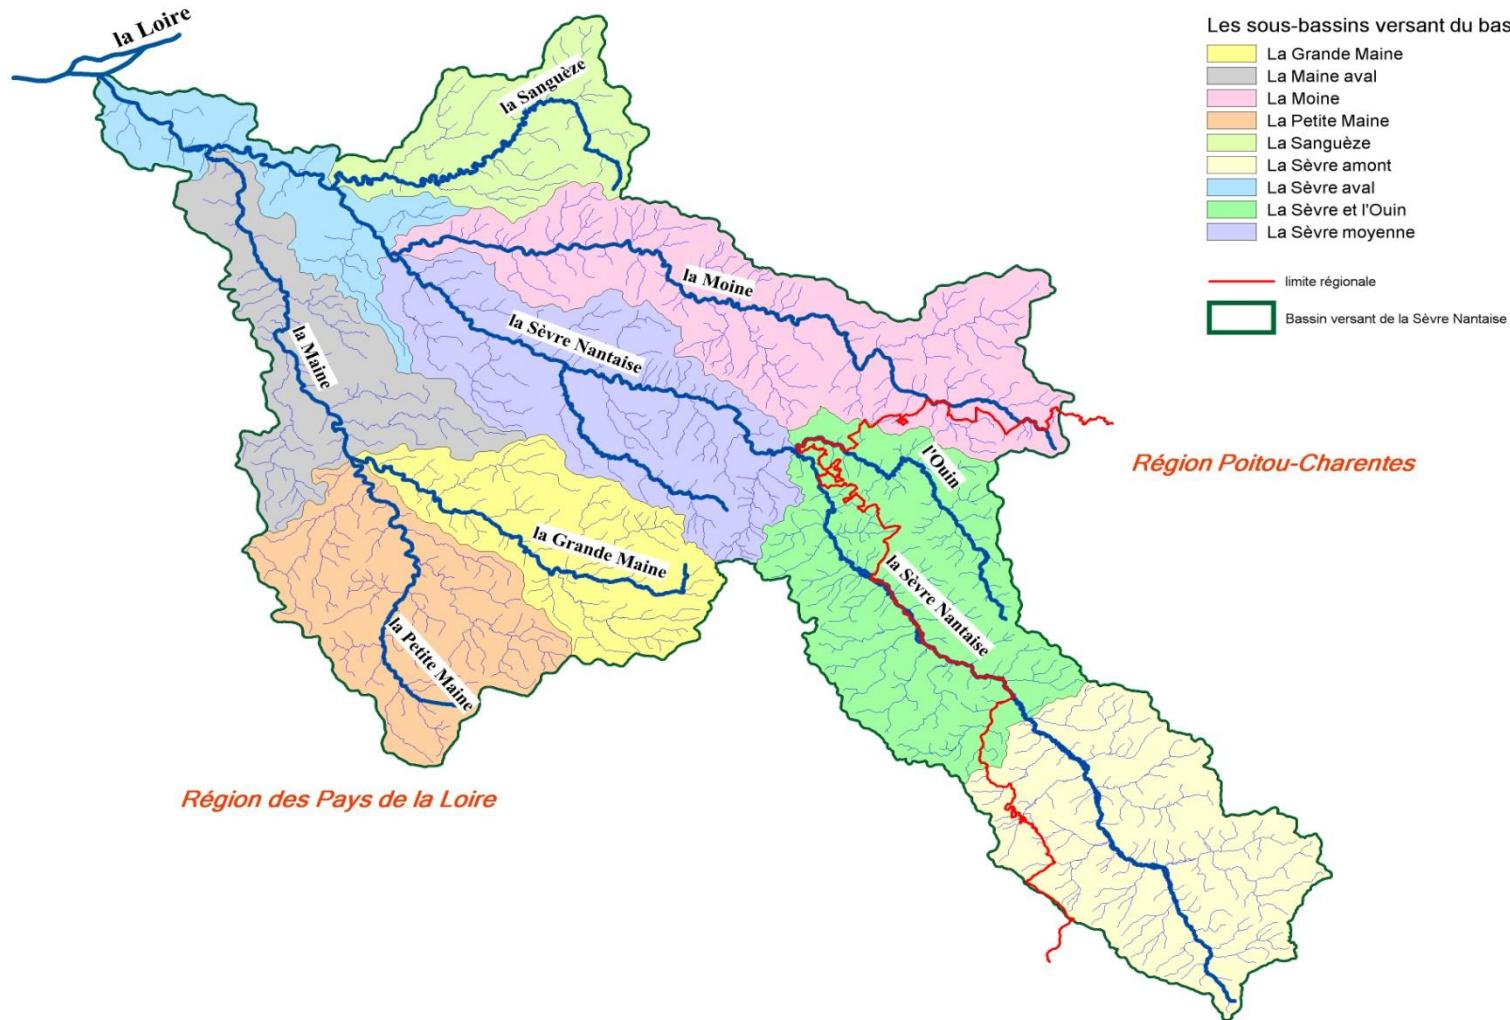 la Loire
la Sanguèze
la Moine
la Sèvre Nantaise
la Maine
l'Ouin
la Grande Maine
la Sèvre Nantaise
la Petite Maine
Région Poitou-Charentes
Région des Pays de la Loire
Les sous-bassins versant du bas
La Grande Maine
La Maine aval
La Moine
La Petite Maine
La Sanguèze
La Sèvre amont
La Sèvre aval
La Sèvre et l'Ouin
La Sèvre moyenne
limite régionale
Bassin versant de la Sèvre Nantaise